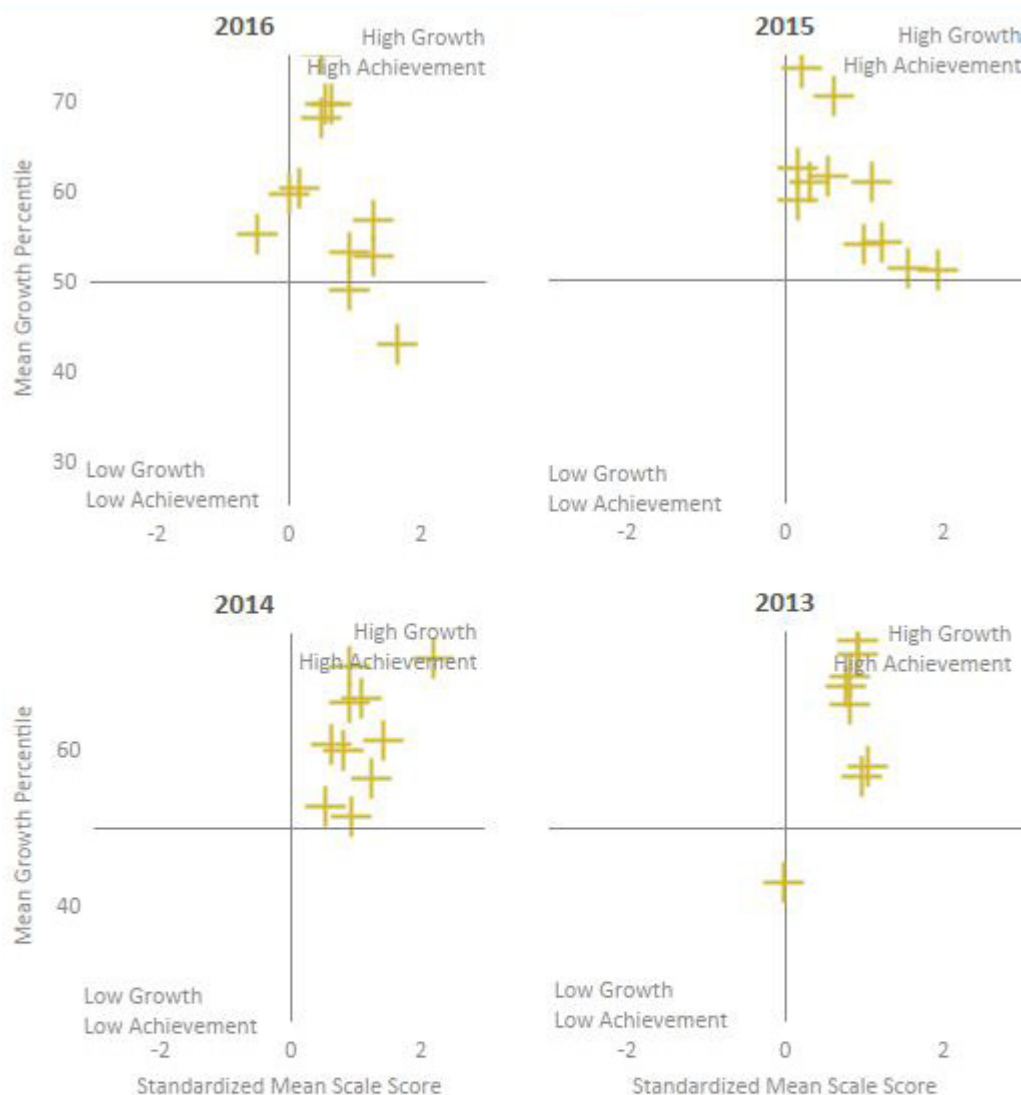 2016
High Growth
High Achievement
Mean Growth Percentile
70
60
50
40
30
Low Growth
Low Achievement
-2
0
2
2015
High Growth
High Achievement
Low Growth
Low Achievement
-2
0
2
2014
High Growth
High Achievement
Mean Growth Percentile
60
40
Low Growth
Low Achievement
-2
0
2
Standardized Mean Scale Score
2013
High Growth
High Achievement
Low Growth
Low Achievement
-2
0
2
Standardized Mean Scale Score